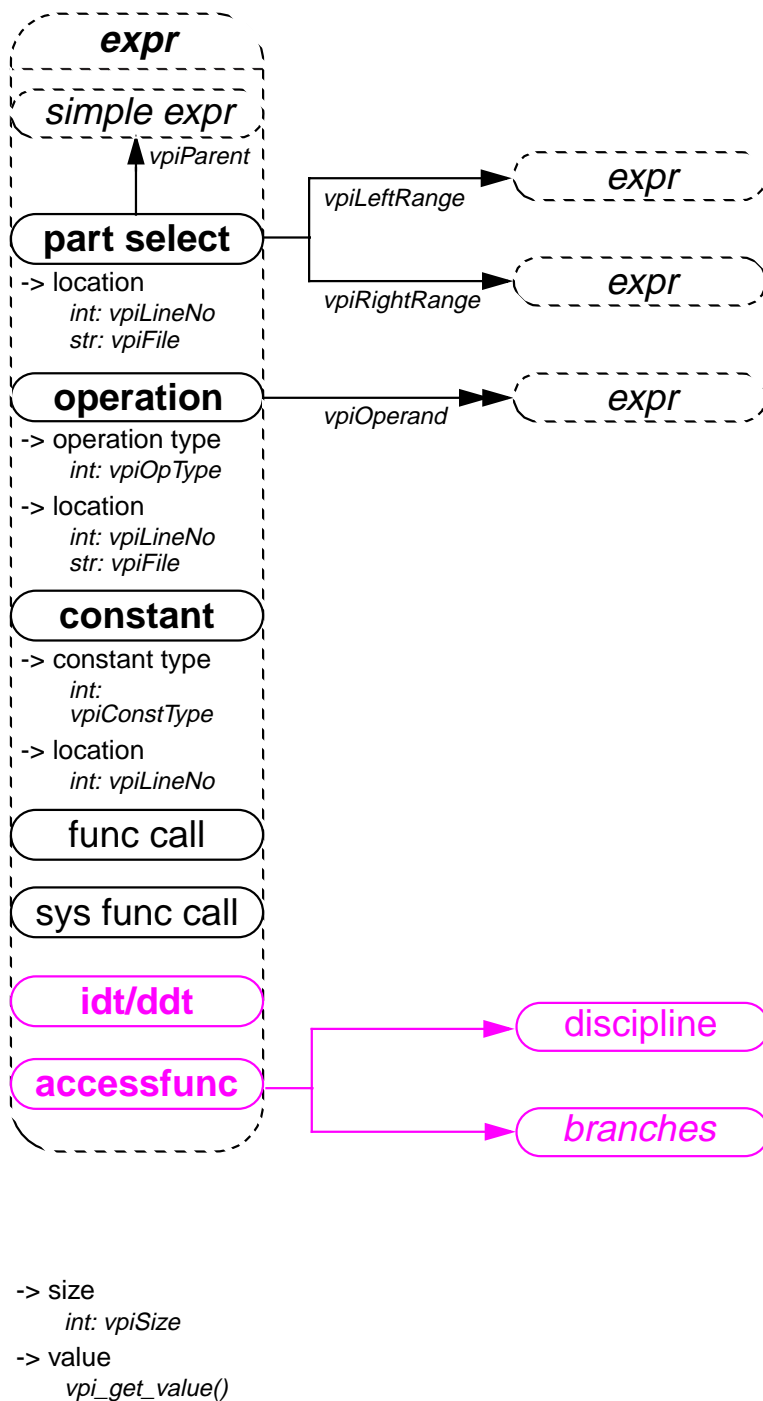 expr
simple expr
vpiParent
expr
vpiLeftRange
part select
expr
vpiRightRange
-> location
int: vpiLineNo
str: vpiFile
operation
expr
vpiOperand
-> operation type
int: vpiOpType
-> location
int: vpiLineNo
str: vpiFile
constant
-> constant type
int:
vpiConstType
-> location
int: vpiLineNo
func call
sys func call
idt/ddt
discipline
accessfunc
branches
-> size
int: vpiSize
-> value
vpi_get_value()